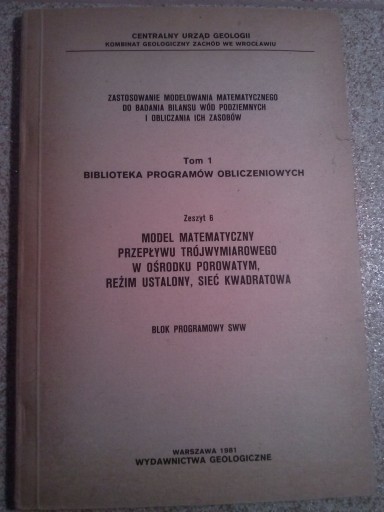 CENTRALNY URZĄD GEOLOGII
KOMBINAT GEOLOGICZNY ZACHÓD WE WROCŁAWIU
ZASTOSOWANIE MODELOWANIA MATEMATYCZNEGO
DO BADANIA BILANSU WÓD PODZIEMNYCH
I OBLICZANIA ICH ZASOBÓW
Tom 1
BIBLIOTEKA PROGRAMÓW OBLICZENIOWYCH
Zeszyt 6
MODEL MATEMATYCZNY
PRZEPŁYWU TRÓJWYMIAROWEGO
W OŚRODKU POROWATYM,
REŻIM USTALONY, SIEĆ KWADRATOWA
BLOK PROGRAMOWY SWW
WARSZAWA 1981
WYDAWNICTWA GEOLOGICZNE